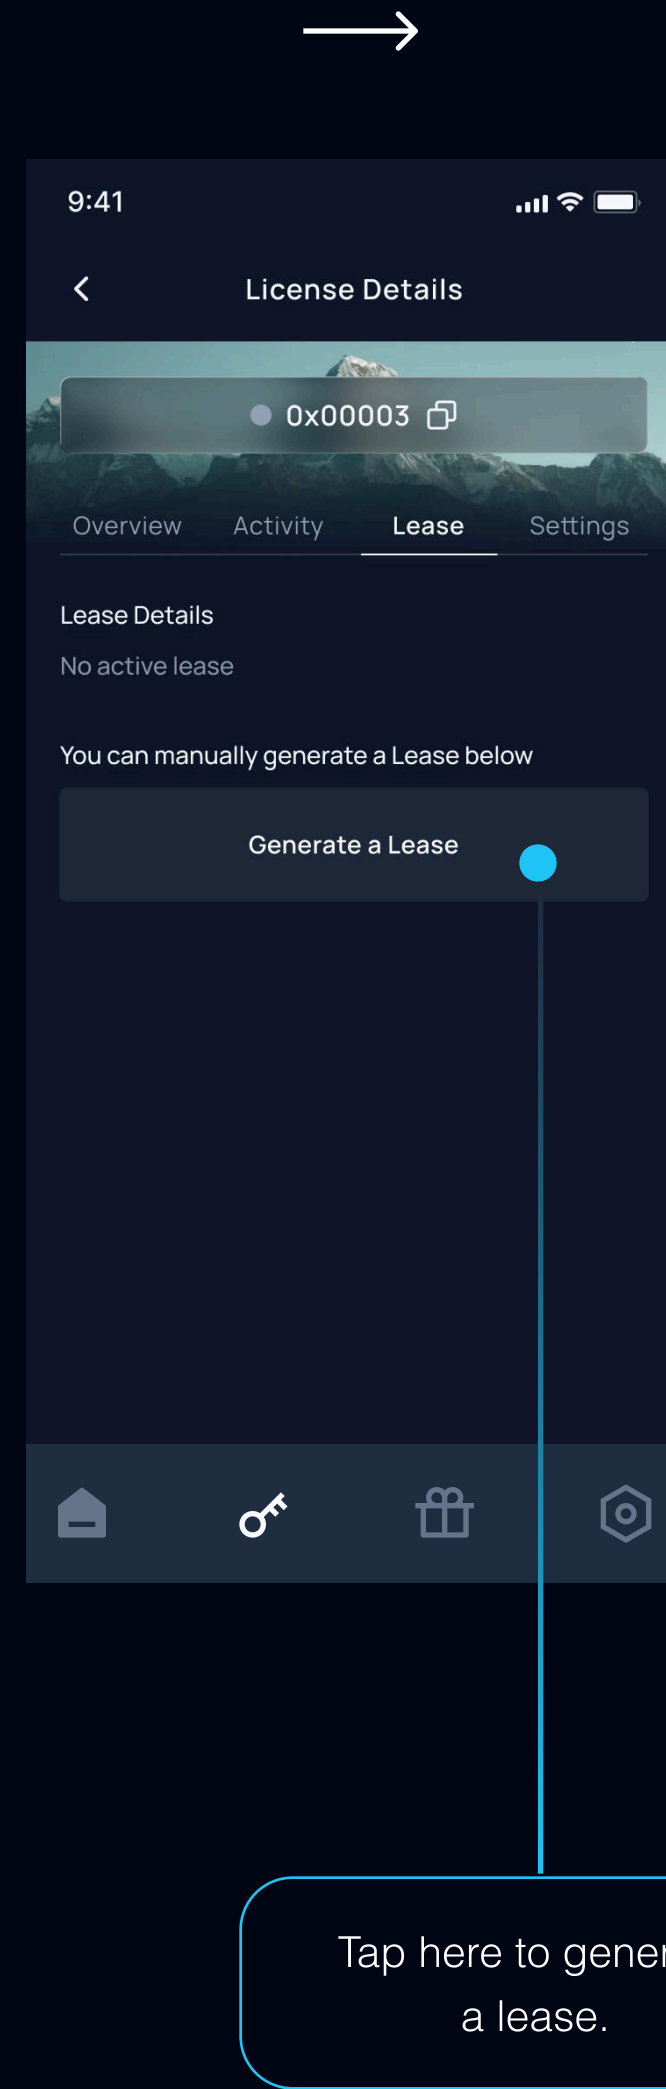 9:41
License Details
0x00003
Overview Activity Lease Settings
Lease Details
No active lease
You can manually generate a Lease below
Generate a Lease
Tap here to
a lease.